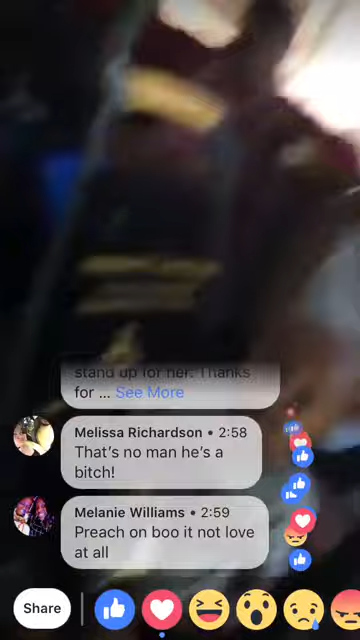 stand up for her. Thanks
for ... See More
Melissa Richardson • 2:58
That's no man he's a
bitch!
Melanie Williams • 2:59
Preach on boo it not love
at all
Share